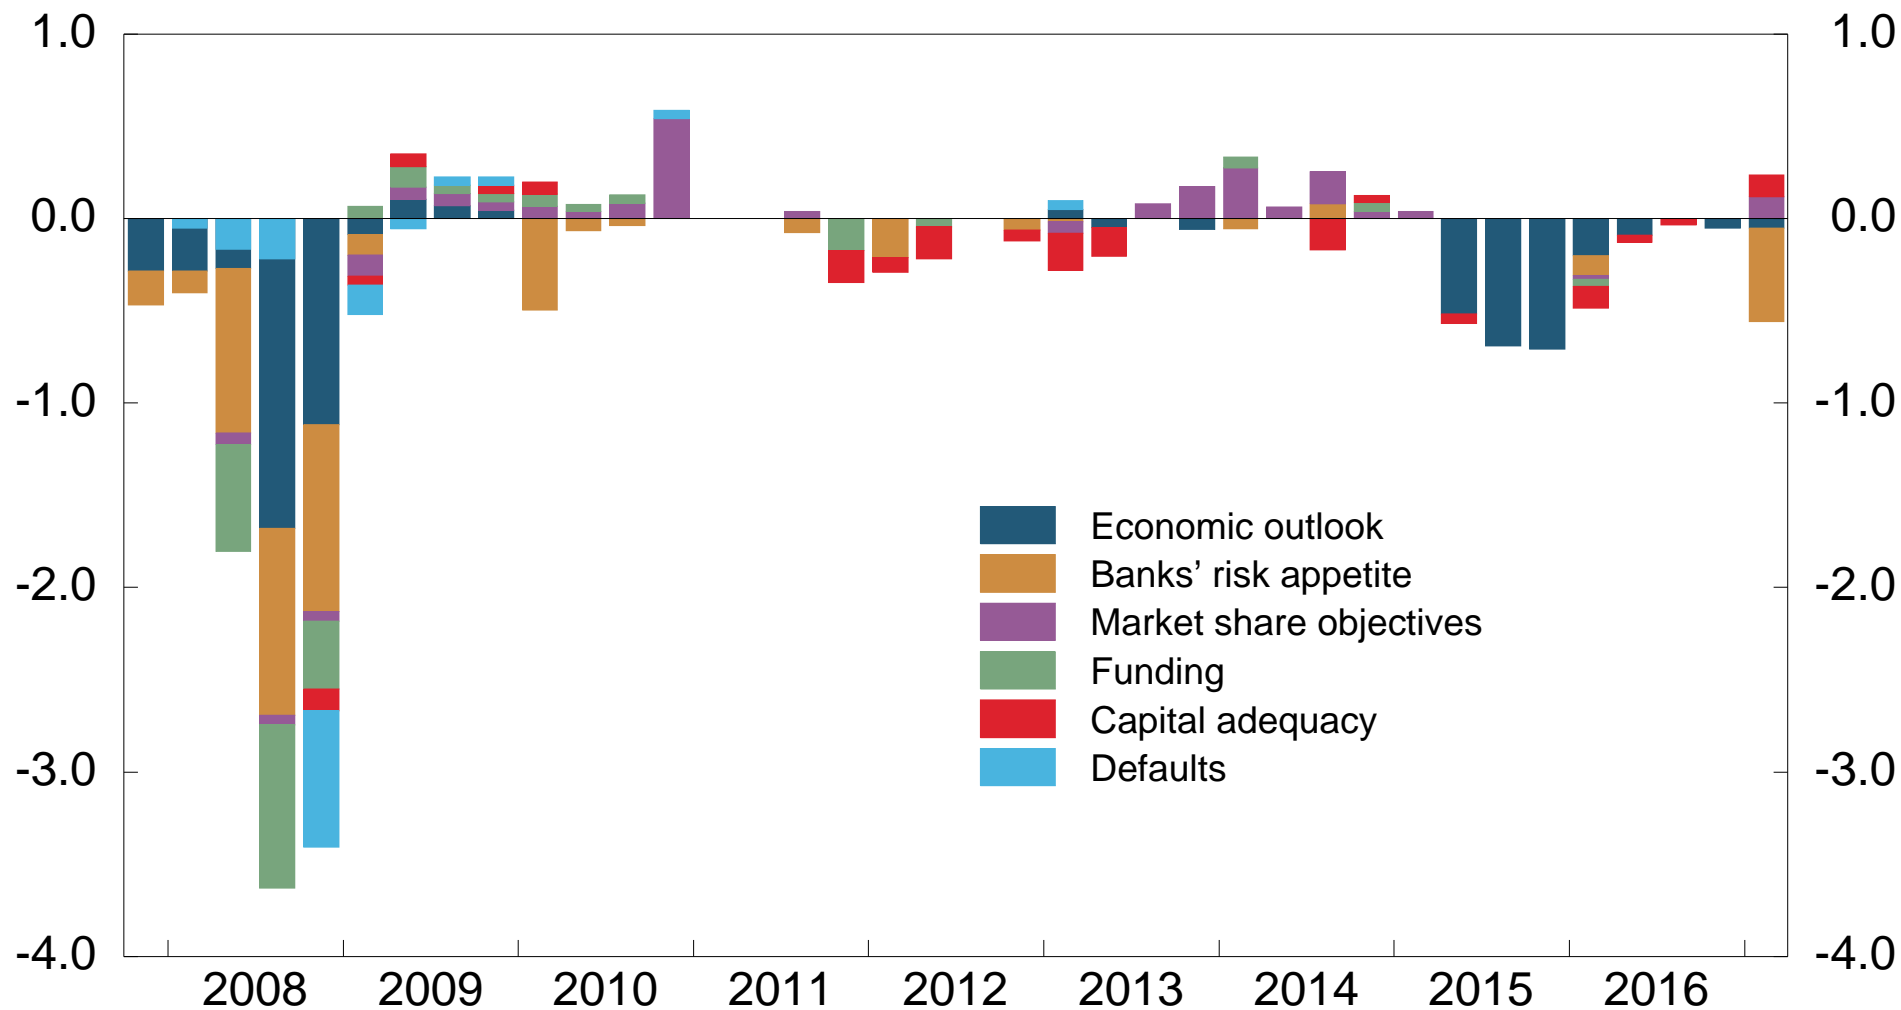 1.0 1.0
0.0 0.0
-1.0 -1.0
-2.0 -2.0
-3.0 -3.0
-4.0 -4.0
Economic outlook
Banks’ risk appetite
Market share objectives
Funding
Capital adequacy
Defaults
2008 2009 2010 2011 2012 2013 2014 2015 2016